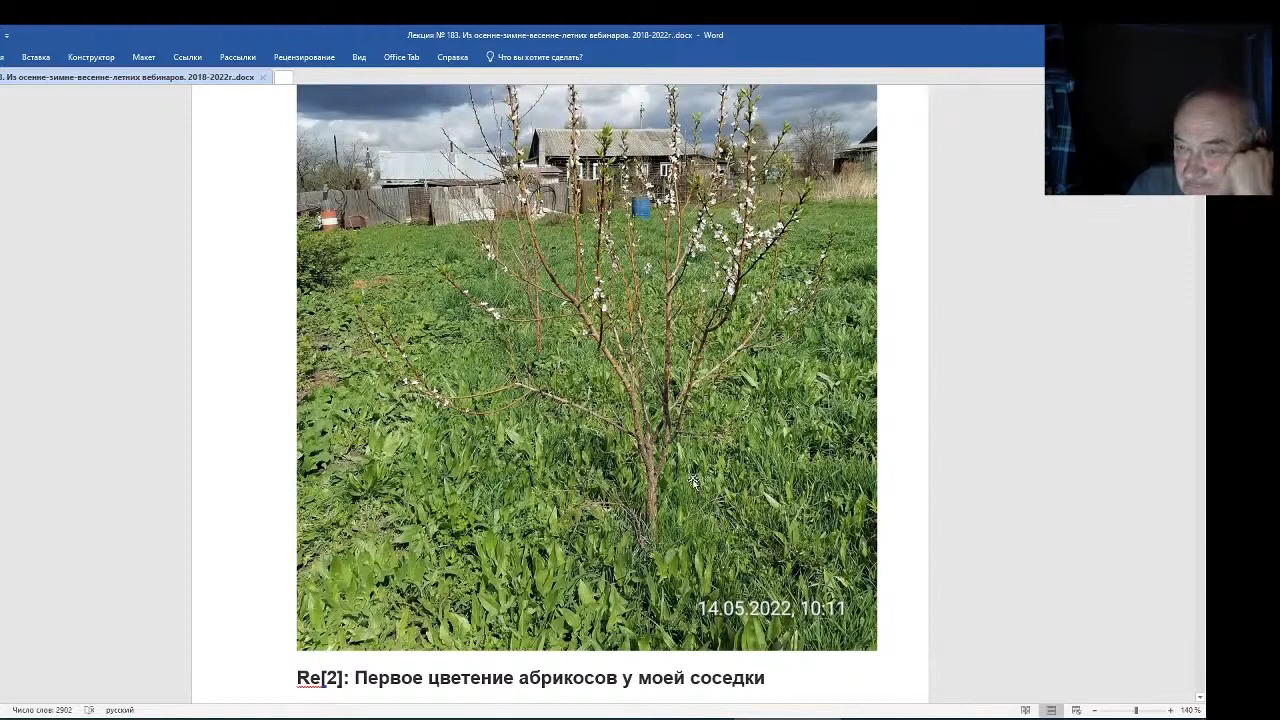 Лекция № 183. Из осенне-зимне-весенне-летних вебинаров. 2018-2022г..docx - Word
я Вставка Конструктор Макет Ссылки Рассылки Рецензирование Вид Office Tab Справка Что вы хотите сделать?
3. Из осенне-зимне-весенне-летних вебинаров. 2018-2022г..docx
14.05.2022, 10:11
Re[2]: Первое цветение абрикосов у моей соседки
Число слов: 2902 русский 140 %